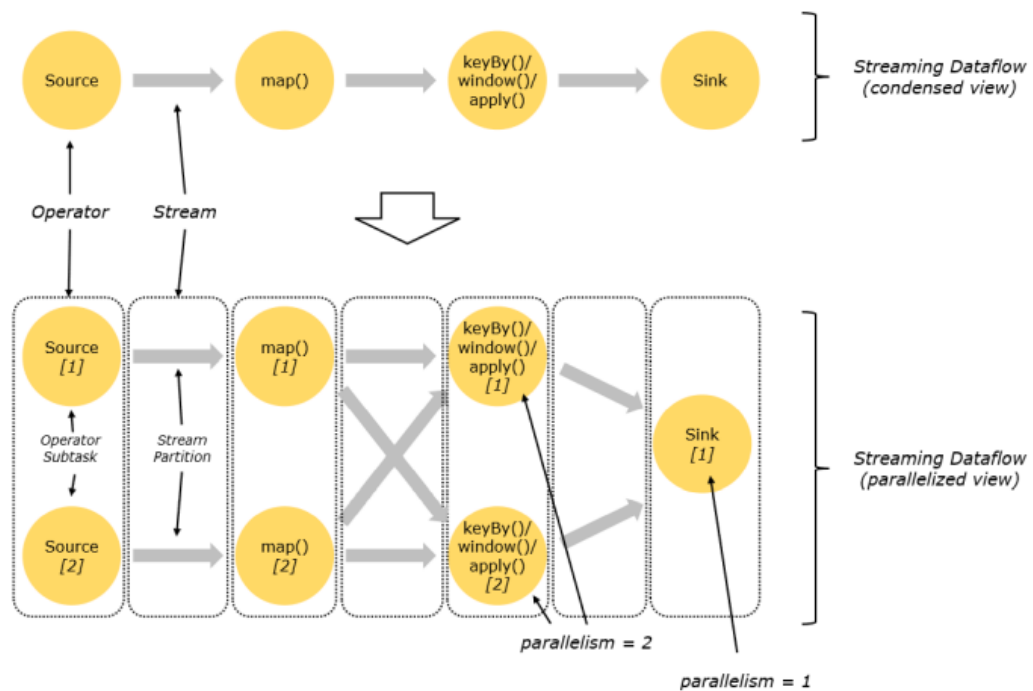 Source
map()
keyBy()/
window()/
apply()
Sink
Streaming Dataflow
(condensed view)
Operator
Stream
Source
[1]
map()
[1]
keyBy()/
window()/
apply()
[1]
Operator
Subtask
Stream
Partition
Sink
[1]
Streaming Dataflow
(parallelized view)
Source
[2]
map()
[2]
keyBy()/
window()/
apply()
[2]
parallelism = 2
parallelism = 1